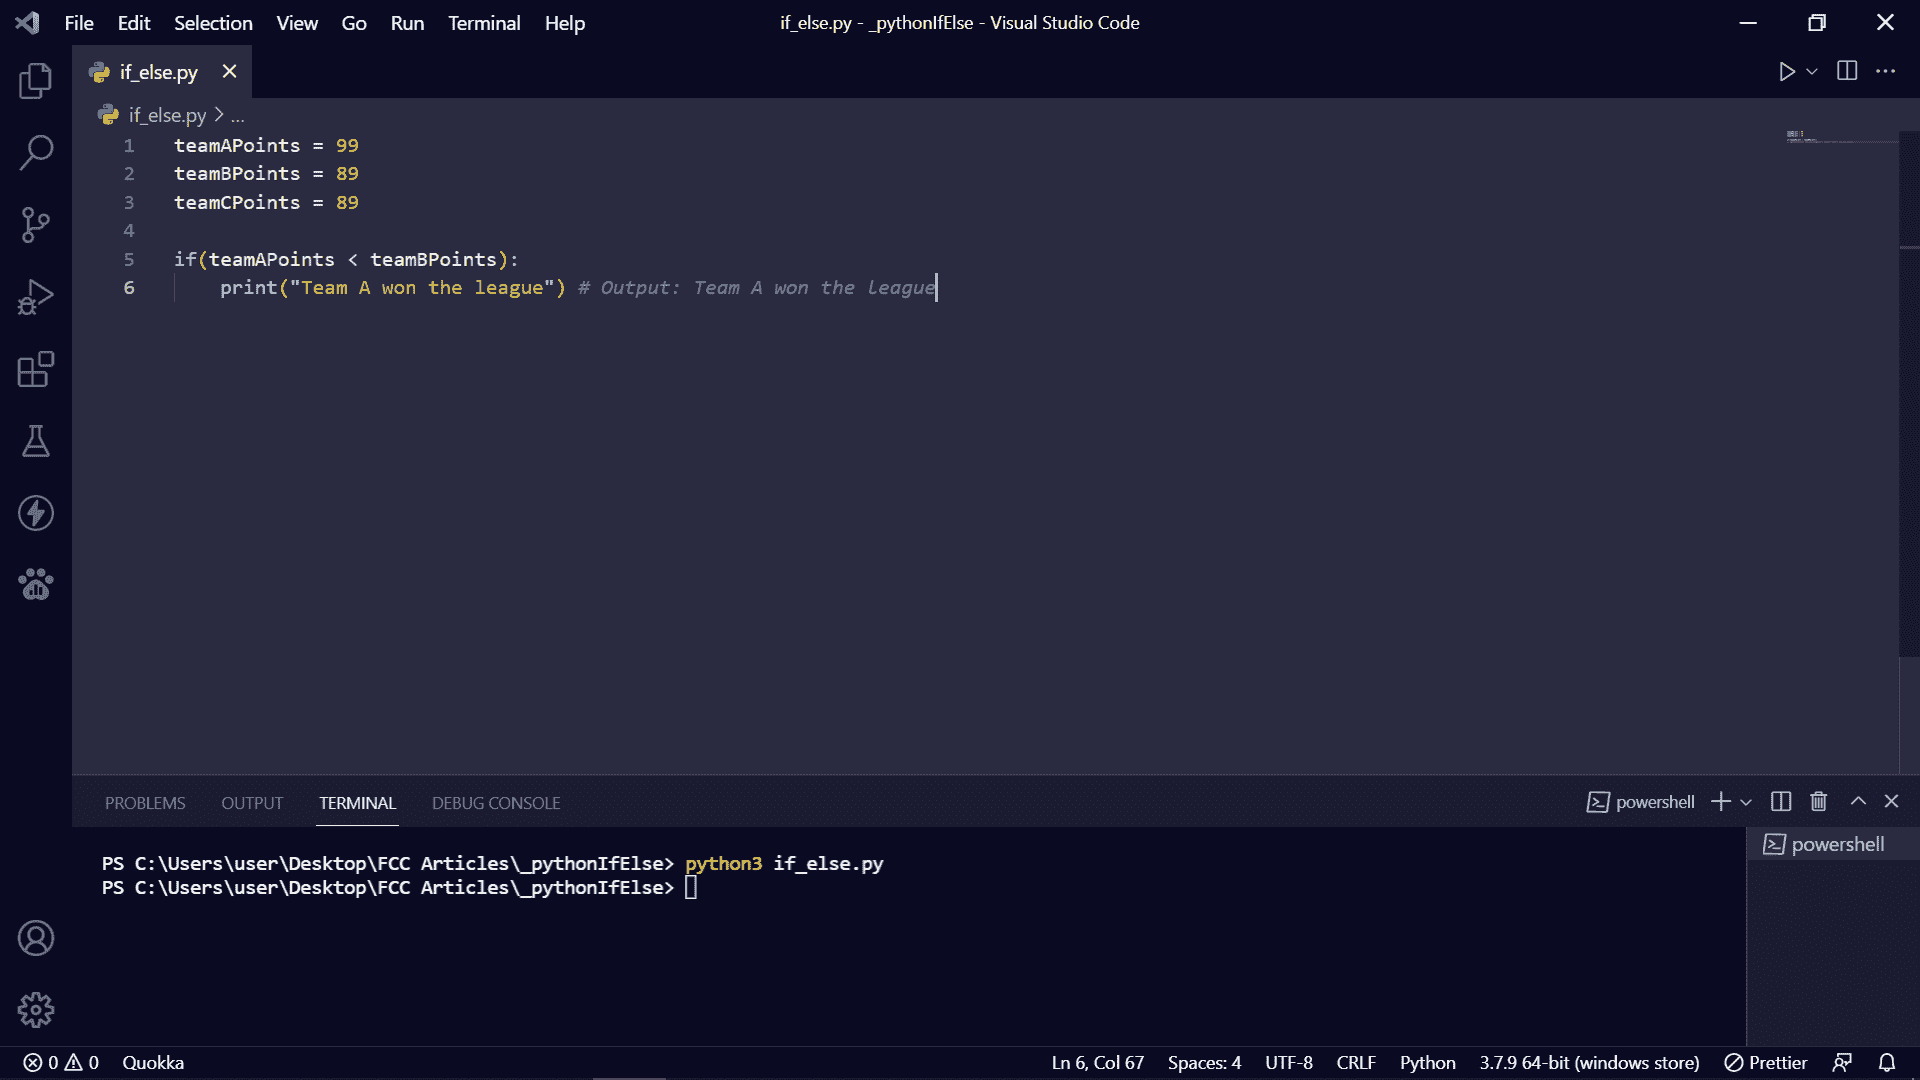 File Edit Selection View Go Run Terminal Help if_else.py - _pythonIfElse - Visual Studio Code
if_else.py
if_else.py > ...
1 teamAPoints = 99
2 teamBPoints = 89
3 teamCPoints = 89
4
5 if(teamAPoints < teamBPoints):
6 print("Team A won the league") # Output: Team A won the league
PROBLEMS OUTPUT TERMINAL DEBUG CONSOLE powershell
powershell
PS C:\Users\user\Desktop\FCC Articles\_pythonIfElse> python3 if_else.py
PS C:\Users\user\Desktop\FCC Articles\_pythonIfElse>
0 0 Quokka Ln 6, Col 67 Spaces: 4 UTF-8 CRLF Python 3.7.9 64-bit (windows store) Prettier